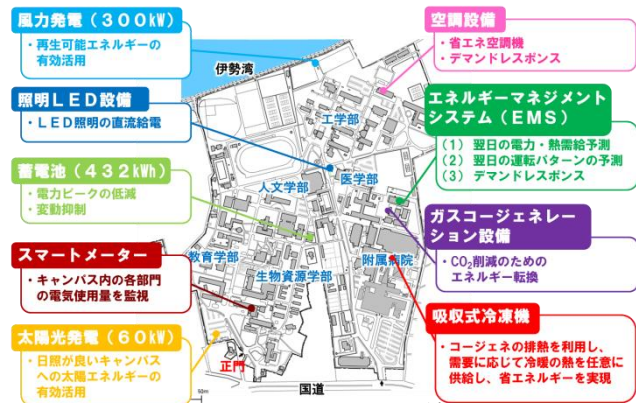 風力発電(300kW)
・再生可能エネルギーの
有効活用
照明LED設備
・LED照明の直流給電
蓄電池(432kWh)
・電力ピークの低減
・変動抑制
スマートメーター
・キャンパス内の各部門
の電気使用量を監視
太陽光発電(60kW)
・日照が良いキャンパス
への太陽エネルギーの
有効活用
伊勢湾
工学部
医学部
人文学部
教育学部
生物資源学部
附属病院
正門
国道
50m
空調設備
・省エネ空調機
・デマンドレスポンス
エネルギーマネジメント
システム(EMS)
(1) 翌日の電力・熱需給予測
(2) 翌日の運転パターンの予測
(3) デマンドレスポンス
ガスコージェネレー
ション設備
・CO₂削減のための
エネルギー転換
吸収式冷凍機
・コージェネの排熱を利用し、
需要に応じて冷暖の熱を任意に
供給し、省エネルギーを実現